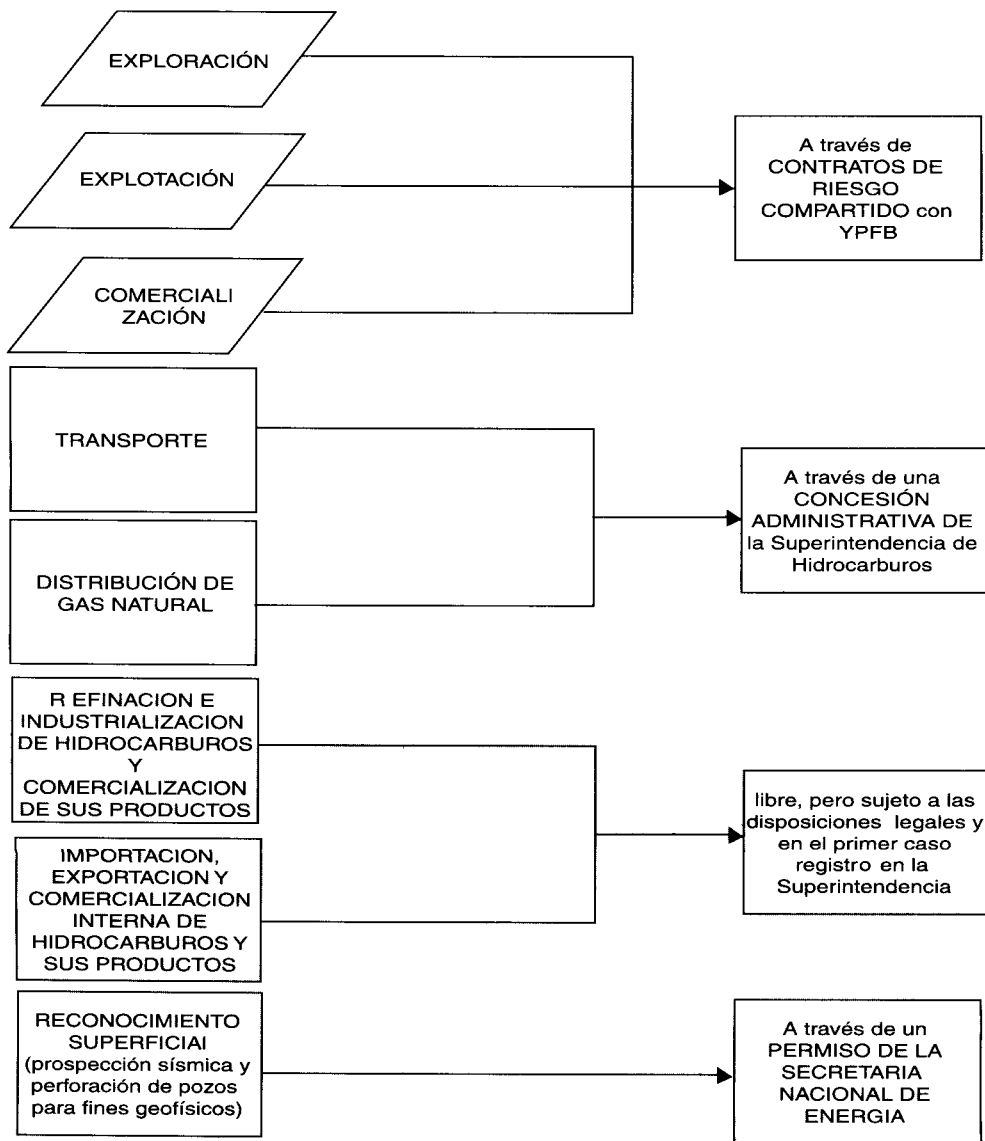 EXPLORACIÓN
EXPLOTACIÓN
COMERCIALI
ZACIÓN
A través de
CONTRATOS DE
RIESGO
COMPARTIDO con
YPFB
TRANSPORTE
DISTRIBUCIÓN DE
GAS NATURAL
A través de una
CONCESIÓN
ADMINISTRATIVA DE
la Superintendencia de
Hidrocarburos
R EFINACION E
INDUSTRIALIZACION
DE HIDROCARBUROS
Y
COMERCIALIZACION
DE SUS PRODUCTOS
IMPORTACION,
EXPORTACION Y
COMERCIALIZACION
INTERNA DE
HIDROCARBUROS Y
SUS PRODUCTOS
libre, pero sujeto a las
disposiciones legales y
en el primer caso
registro en la
Superintendencia
RECONOCIMIENTO
SUPERFICIAl
(prospección sísmica y
perforación de pozos
para fines geofísicos)
A través de un
PERMISO DE LA
SECRETARIA
NACIONAL DE
ENERGIA